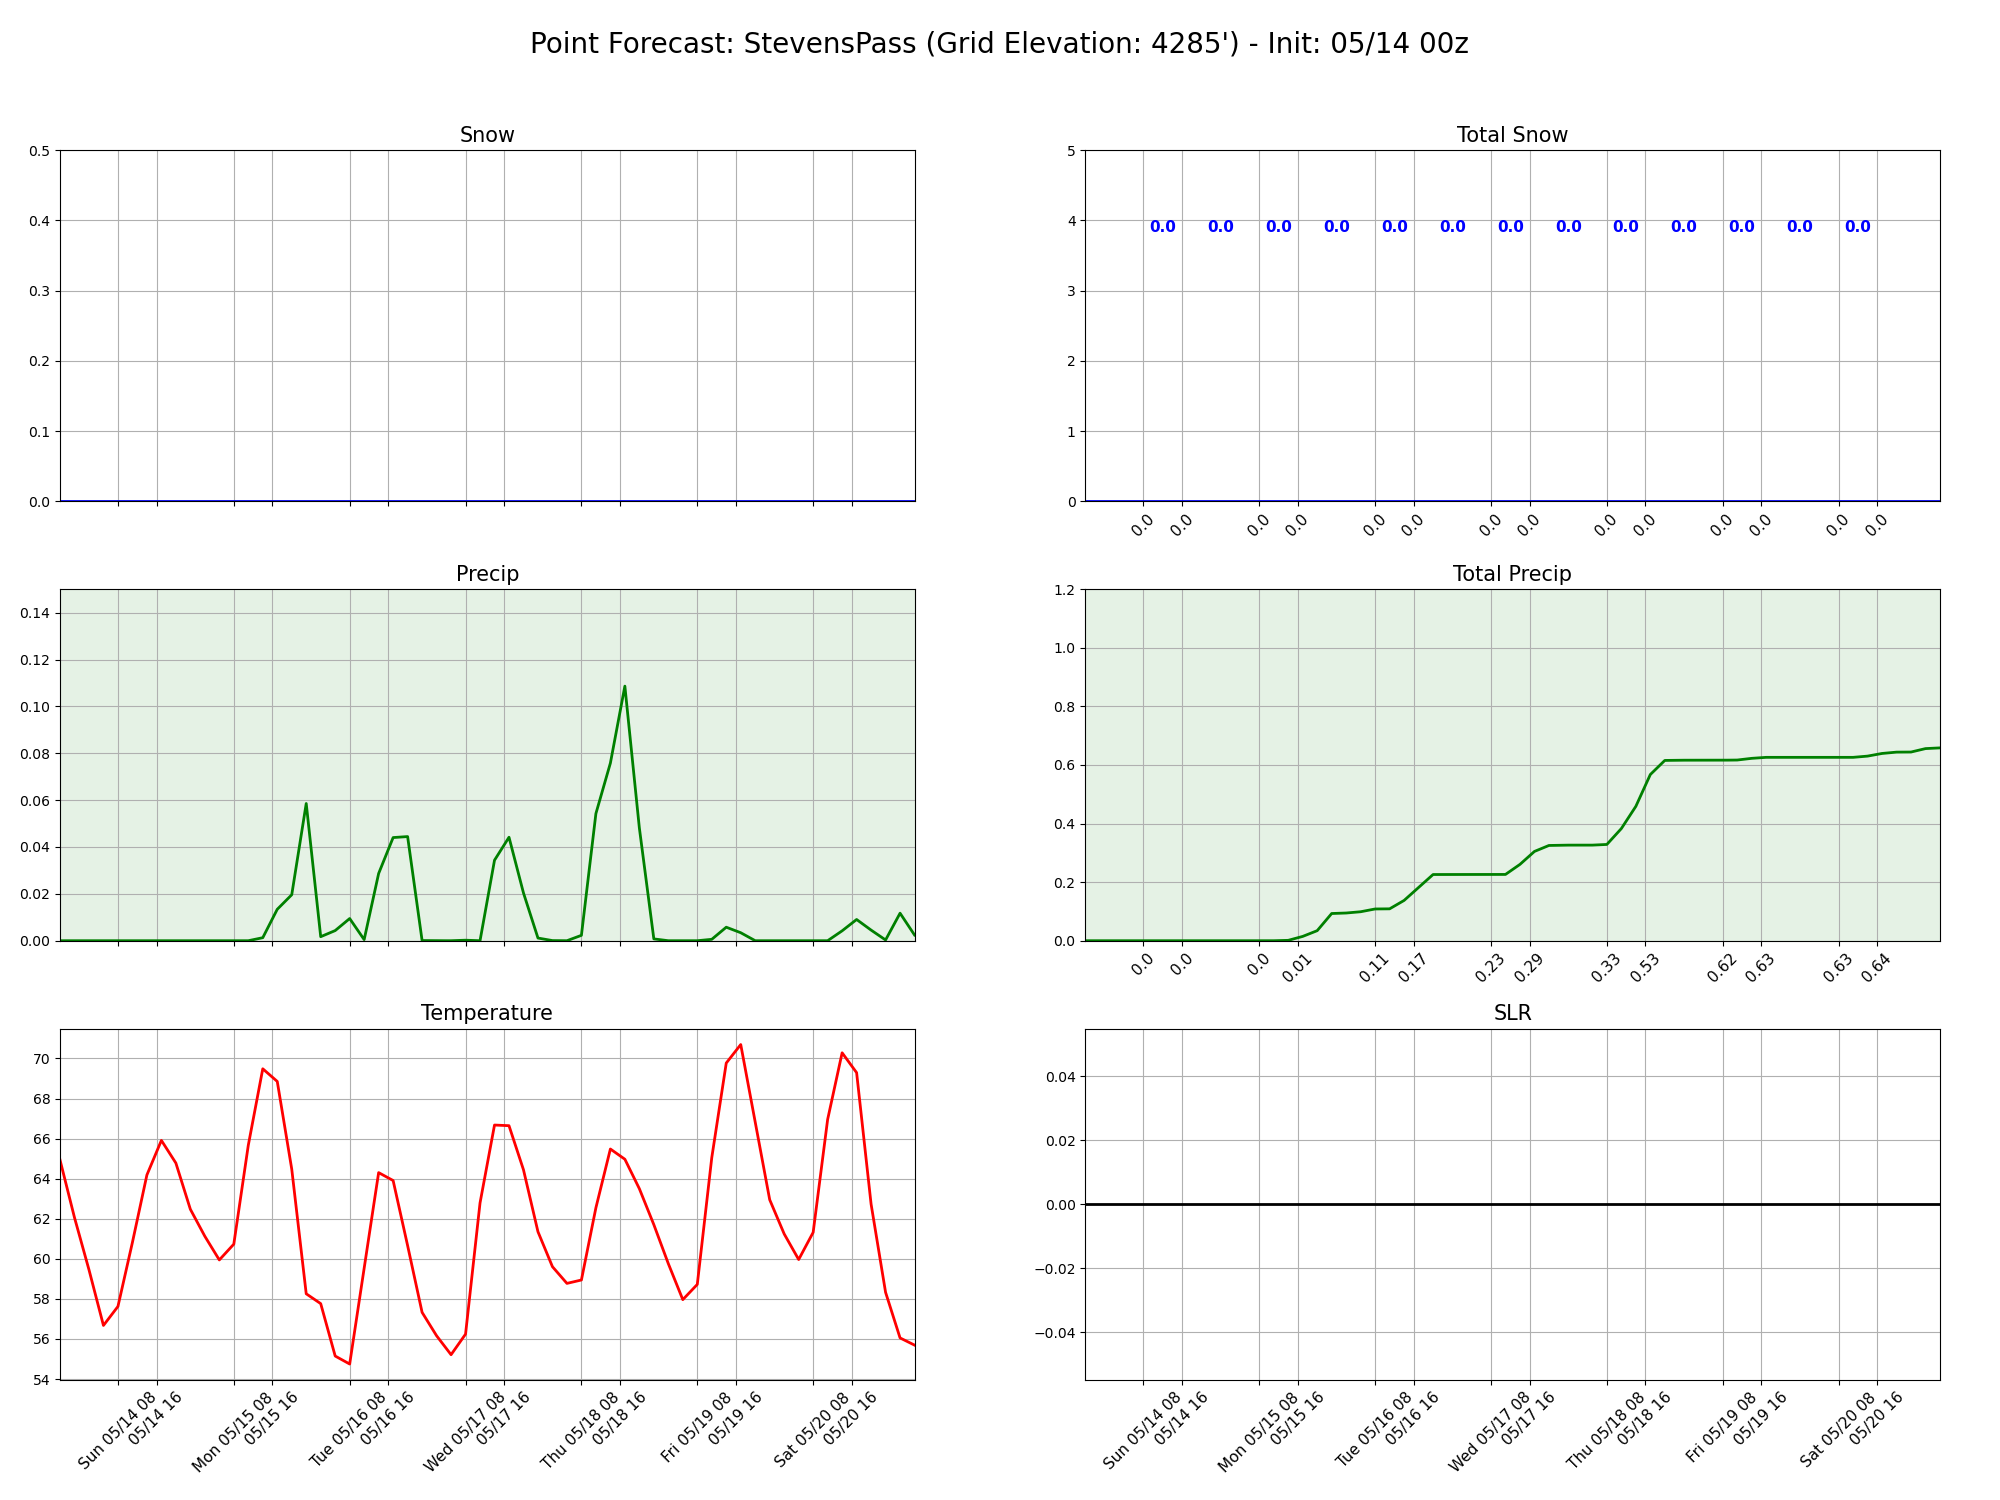 Point Forecast: StevensPass (Grid Elevation: 4285') - Init: 05/14 00z
Snow
0.5
0.4
0.3
0.2
0.1
0.0
Total Snow
5
4
3
2
1
0
0.0 0.0 0.0 0.0 0.0 0.0 0.0 0.0 0.0 0.0 0.0 0.0 0.0
0.0 0.0 0.0 0.0 0.0 0.0 0.0 0.0 0.0 0.0 0.0 0.0 0.0 0.0
Precip
0.14
0.12
0.10
0.08
0.06
0.04
0.02
0.00
Total Precip
1.2
1.0
0.8
0.6
0.4
0.2
0.0
0.0 0.0 0.0 0.01 0.11 0.17 0.23 0.29 0.33 0.53 0.62 0.63 0.63 0.64
Temperature
70
68
66
64
62
60
58
56
54
Sun 05/14 08
05/14 16
Mon 05/15 08
05/15 16
Tue 05/16 08
05/16 16
Wed 05/17 08
05/17 16
Thu 05/18 08
05/18 16
Fri 05/19 08
05/19 16
Sat 05/20 08
05/20 16
SLR
0.04
0.02
0.00
−0.02
−0.04
Sun 05/14 08
05/14 16
Mon 05/15 08
05/15 16
Tue 05/16 08
05/16 16
Wed 05/17 08
05/17 16
Thu 05/18 08
05/18 16
Fri 05/19 08
05/19 16
Sat 05/20 08
05/20 16